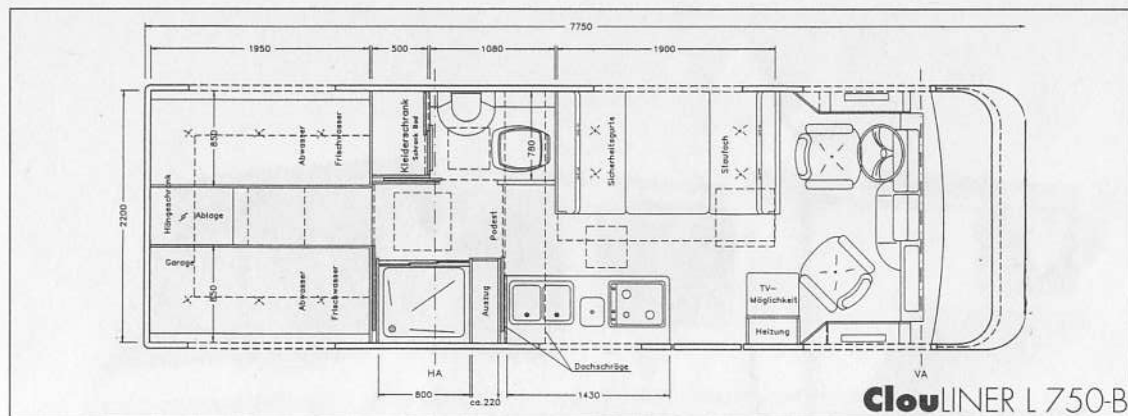 7750
1950 500 1080 1900
2200
850
Abwasser
Frischwasser
Kleiderschrank
Schrank Bad
780
Sicherheitsgurte
Staufach
Hängeschrank
Ablage
Podest
Garage
850
Abwasser
Frischwasser
Auszug
TV-
Möglichkeit
Heizung
Dachschräge
HA
VA
800
ca.220
1430
ClouLINER L 750-B